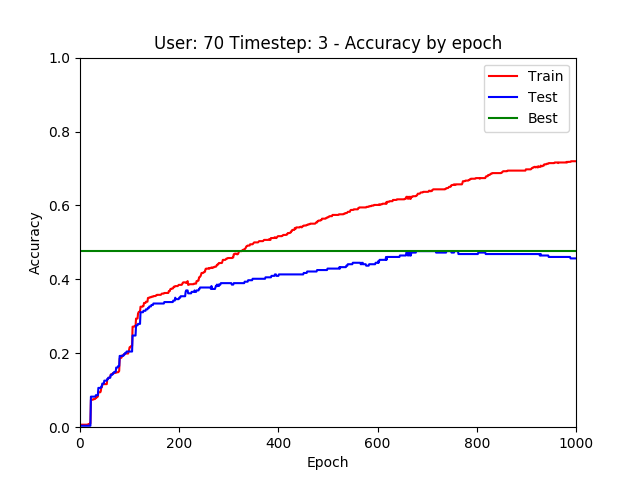 User: 70 Timestep: 3 - Accuracy by epoch
1.0
0.8
0.6
0.4
0.2
0.0
Accuracy
0 200 400 600 800 1000
Epoch
Train
Test
Best